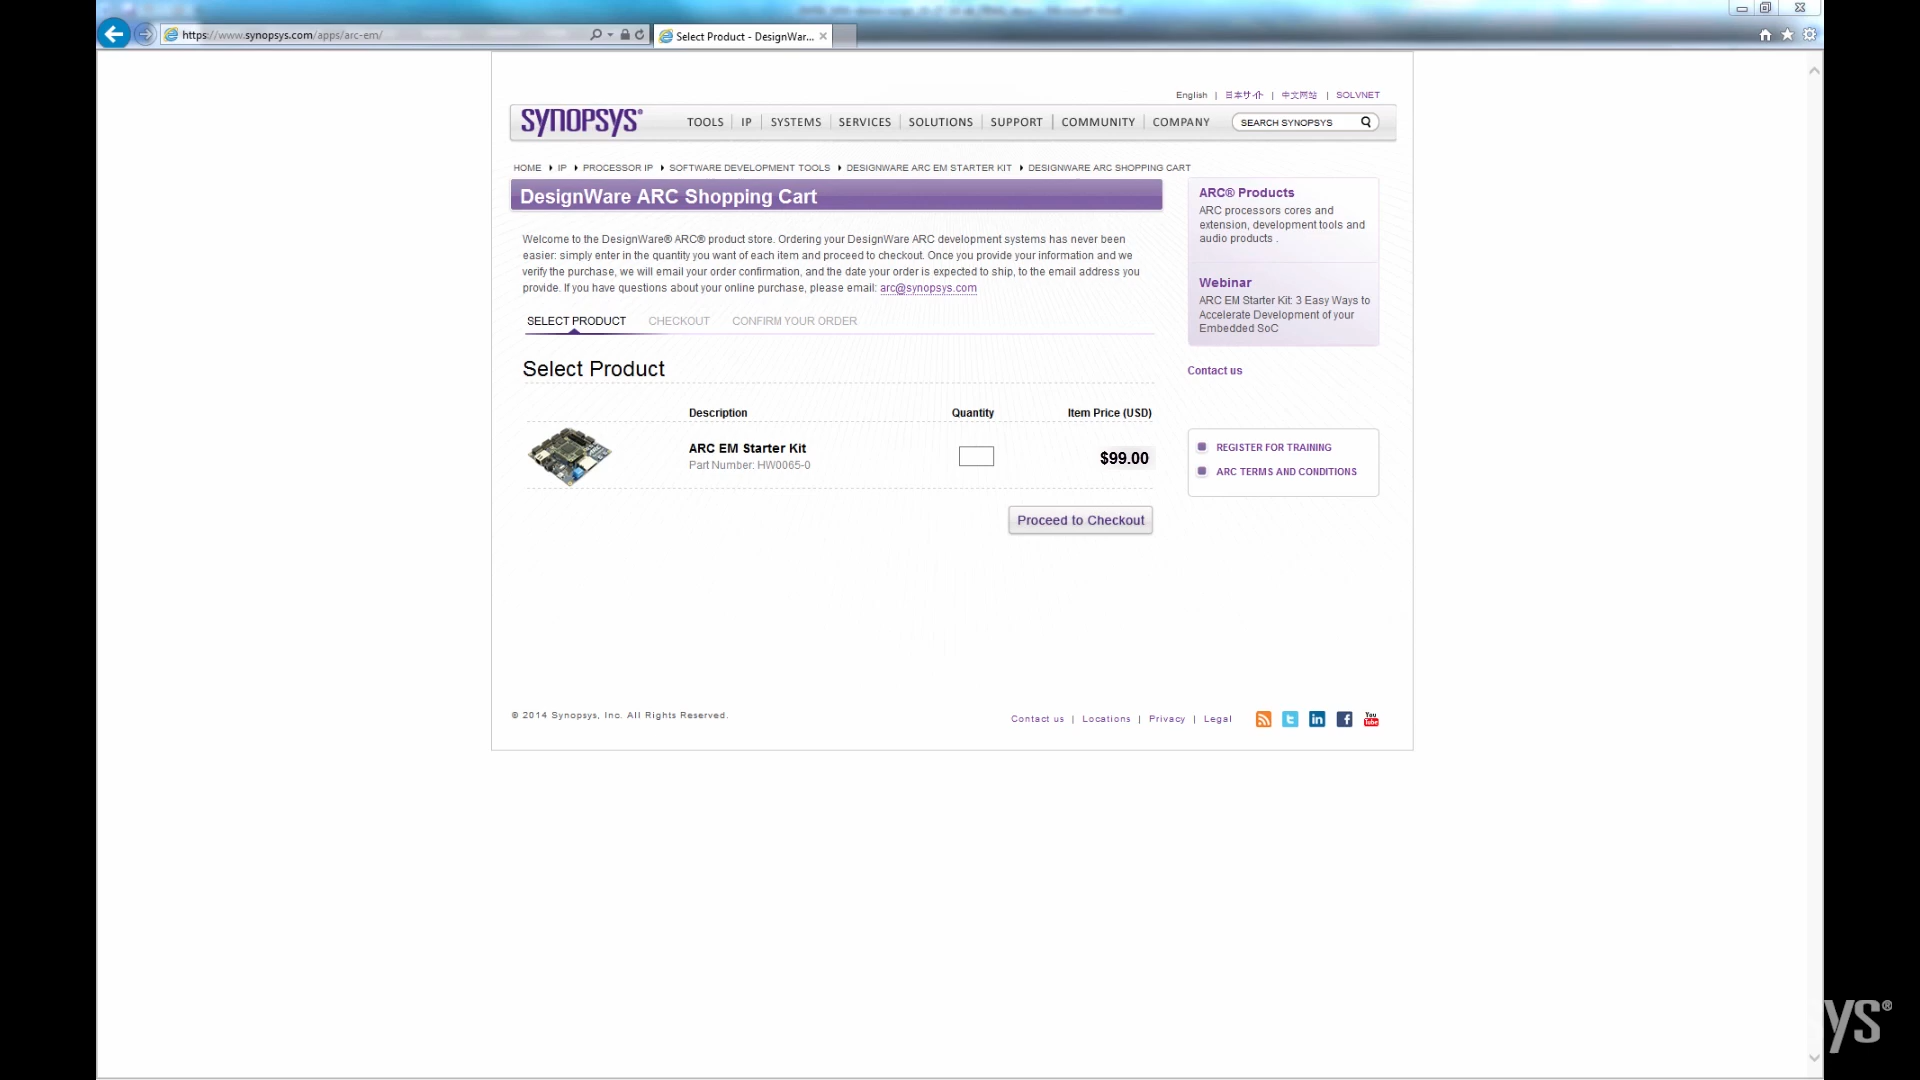 https://www.synopsys.com/apps/arc-em/
Select Product - DesignWar...
English | 日本サイト | 中文网站 | SOLVNET
SYNOPSYS®
TOOLS | IP | SYSTEMS | SERVICES | SOLUTIONS | SUPPORT | COMMUNITY | COMPANY
SEARCH SYNOPSYS
HOME IP PROCESSOR IP SOFTWARE DEVELOPMENT TOOLS DESIGNWARE ARC EM STARTER KIT DESIGNWARE ARC SHOPPING CART
DesignWare ARC Shopping Cart
Welcome to the DesignWare® ARC® product store. Ordering your DesignWare ARC development systems has never been
easier: simply enter in the quantity you want of each item and proceed to checkout. Once you provide your information and we
verify the purchase, we will email your order confirmation, and the date your order is expected to ship, to the email address you
provide. If you have questions about your online purchase, please email: arc@synopsys.com
SELECT PRODUCT CHECKOUT CONFIRM YOUR ORDER
Select Product
Description Quantity Item Price (USD)
ARC EM Starter Kit
Part Number: HW0065-0
$99.00
Proceed to Checkout
ARC® Products
ARC processors cores and
extension, development tools and
audio products .
Webinar
ARC EM Starter Kit: 3 Easy Ways to
Accelerate Development of your
Embedded SoC
Contact us
REGISTER FOR TRAINING
ARC TERMS AND CONDITIONS
© 2014 Synopsys, Inc. All Rights Reserved.
Contact us | Locations | Privacy | Legal
You Tube
ys®